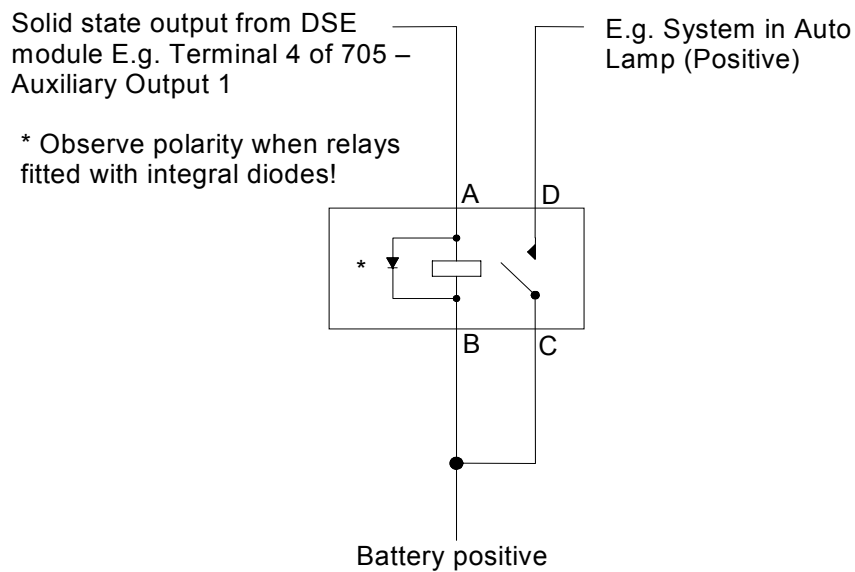 Solid state output from DSE
module E.g. Terminal 4 of 705 –
Auxiliary Output 1
E.g. System in Auto
Lamp (Positive)
* Observe polarity when relays
fitted with integral diodes!
A
D
*
B
C
Battery positive